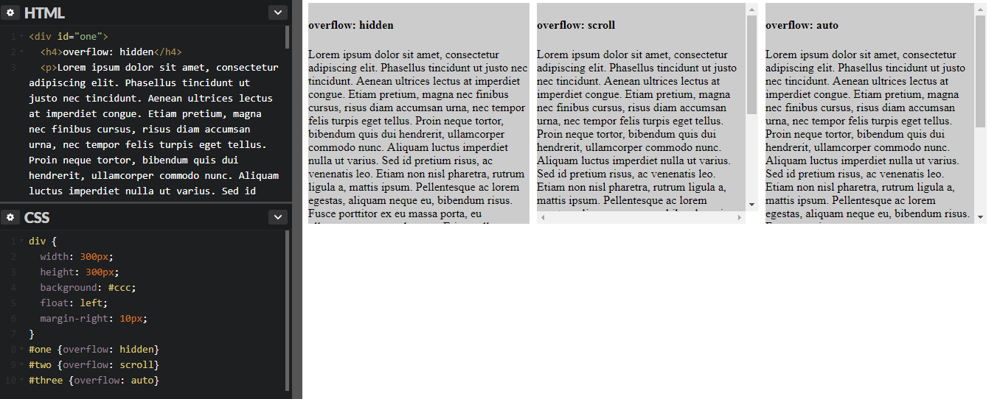 HTML
1 <div id="one">
2 <h4>overflow: hidden</h4>
3 <p>Lorem ipsum dolor sit amet, consectetur
adipiscing elit. Phasellus tincidunt ut
justo nec tincidunt. Aenean ultrices lectus
at imperdiet congue. Etiam pretium, magna
nec finibus cursus, risus diam accumsan
urna, nec tempor felis turpis eget tellus.
Proin neque tortor, bibendum quis dui
hendrerit, ullamcorper commodo nunc. Aliquam
luctus imperdiet nulla ut varius. Sed id
CSS
1 div {
2 width: 300px;
3 height: 300px;
4 background: #ccc;
5 float: left;
6 margin-right: 10px;
7 }
8 #one {overflow: hidden}
9 #two {overflow: scroll}
10 #three {overflow: auto}
overflow: hidden
Lorem ipsum dolor sit amet, consectetur
adipiscing elit. Phasellus tincidunt ut justo nec
tincidunt. Aenean ultrices lectus at imperdiet
congue. Etiam pretium, magna nec finibus
cursus, risus diam accumsan urna, nec tempor
felis turpis eget tellus. Proin neque tortor,
bibendum quis dui hendrerit, ullamcorper
commodo nunc. Aliquam luctus imperdiet
nulla ut varius. Sed id pretium risus, ac
venenatis leo. Etiam non nisl pharetra, rutrum
ligula a, mattis ipsum. Pellentesque ac lorem
egestas, aliquam neque eu, bibendum risus.
Fusce porttitor ex eu massa porta, eu
overflow: scroll
Lorem ipsum dolor sit amet, consectetur
adipiscing elit. Phasellus tincidunt ut justo
nec tincidunt. Aenean ultrices lectus at
imperdiet congue. Etiam pretium, magna
nec finibus cursus, risus diam accumsan
urna, nec tempor felis turpis eget tellus.
Proin neque tortor, bibendum quis dui
hendrerit, ullamcorper commodo nunc.
Aliquam luctus imperdiet nulla ut varius.
Sed id pretium risus, ac venenatis leo.
Etiam non nisl pharetra, rutrum ligula a,
mattis ipsum. Pellentesque ac lorem
overflow: auto
Lorem ipsum dolor sit amet, consectetur
adipiscing elit. Phasellus tincidunt ut justo
nec tincidunt. Aenean ultrices lectus at
imperdiet congue. Etiam pretium, magna
nec finibus cursus, risus diam accumsan
urna, nec tempor felis turpis eget tellus.
Proin neque tortor, bibendum quis dui
hendrerit, ullamcorper commodo nunc.
Aliquam luctus imperdiet nulla ut varius.
Sed id pretium risus, ac venenatis leo.
Etiam non nisl pharetra, rutrum ligula a,
mattis ipsum. Pellentesque ac lorem
egestas, aliquam neque eu, bibendum risus.